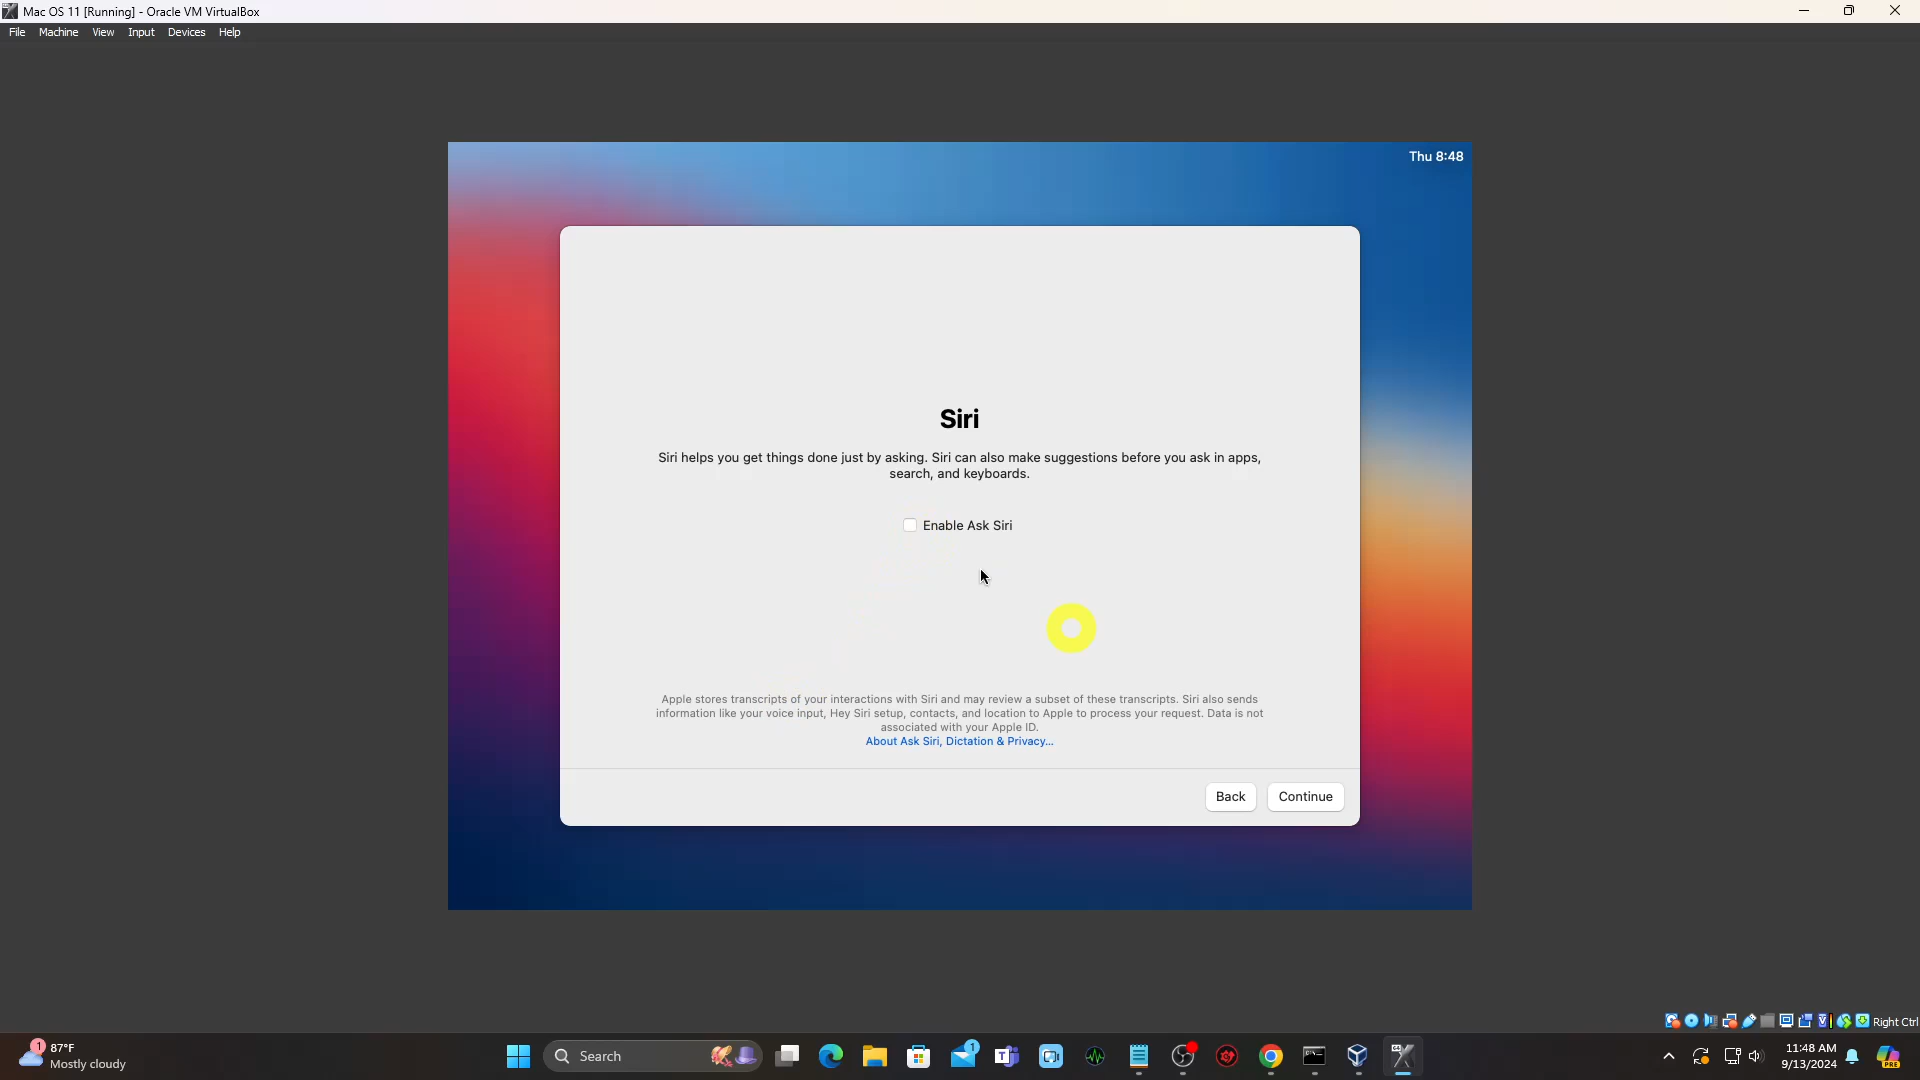 Mac OS 11 [Running] - Oracle VM VirtualBox
File Machine View Input Devices Help
Thu 8:48
Siri
Siri helps you get things done just by asking. Siri can also make suggestions before you ask in apps,
search, and keyboards.
Enable Ask Siri
Apple stores transcripts of your interactions with Siri and may review a subset of these transcripts. Siri also sends
information like your voice input, Hey Siri setup, contacts, and location to Apple to process your request. Data is not
associated with your Apple ID.
About Ask Siri, Dictation & Privacy...
Back Continue
Right Ctrl
1
87°F
Mostly cloudy
Search
1
11:48 AM
9/13/2024
PRE